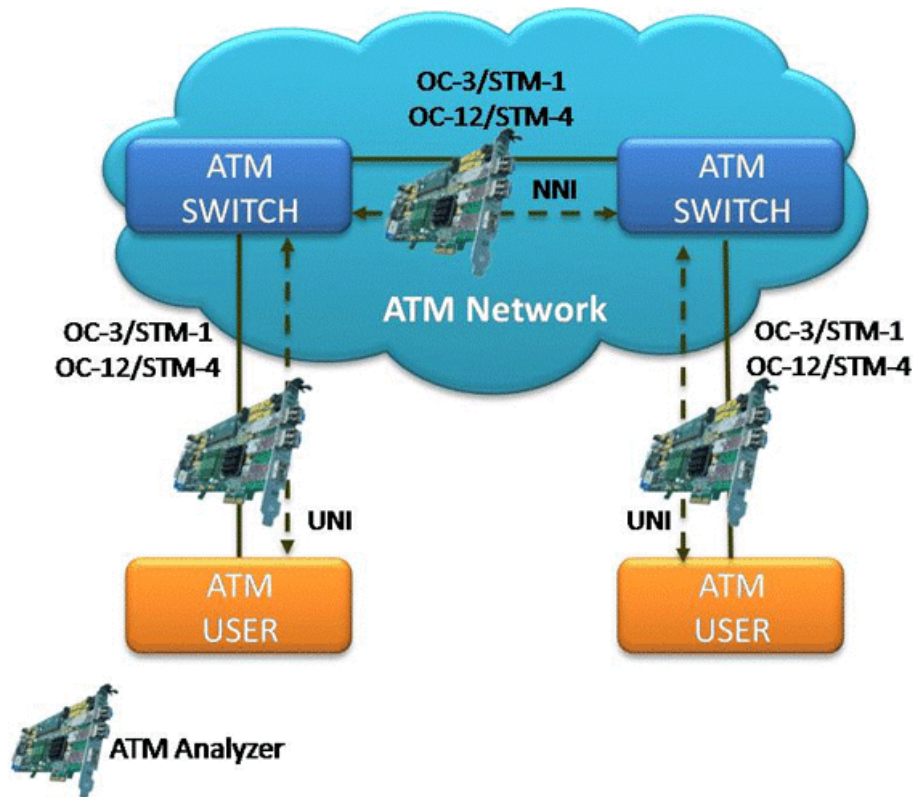 OC-3/STM-1
OC-12/STM-4
ATM
SWITCH
NNI
ATM
SWITCH
ATM Network
OC-3/STM-1
OC-12/STM-4
OC-3/STM-1
OC-12/STM-4
UNI
UNI
ATM
USER
ATM
USER
ATM Analyzer